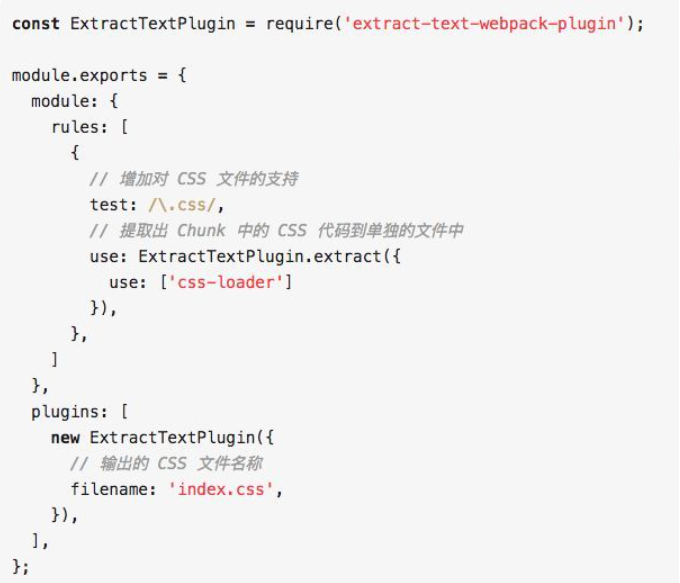 const ExtractTextPlugin = require('extract-text-webpack-plugin');

module.exports = {
  module: {
    rules: [
      {
        // 增加对 CSS 文件的支持
        test: /\.css/,
        // 提取出 Chunk 中的 CSS 代码到单独的文件中
        use: ExtractTextPlugin.extract({
          use: ['css-loader']
        }),
      },
    ]
  },
  plugins: [
    new ExtractTextPlugin({
      // 输出的 CSS 文件名称
      filename: 'index.css',
    }),
  ],
};